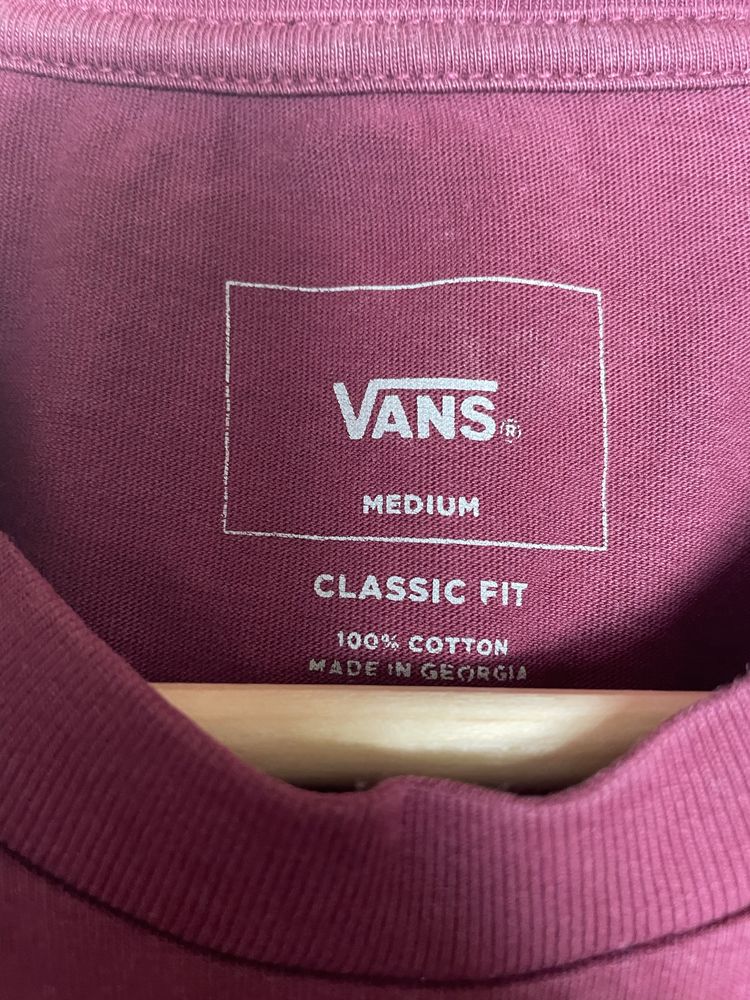 VANS®
MEDIUM
CLASSIC FIT
100% COTTON
MADE IN GEORGIA